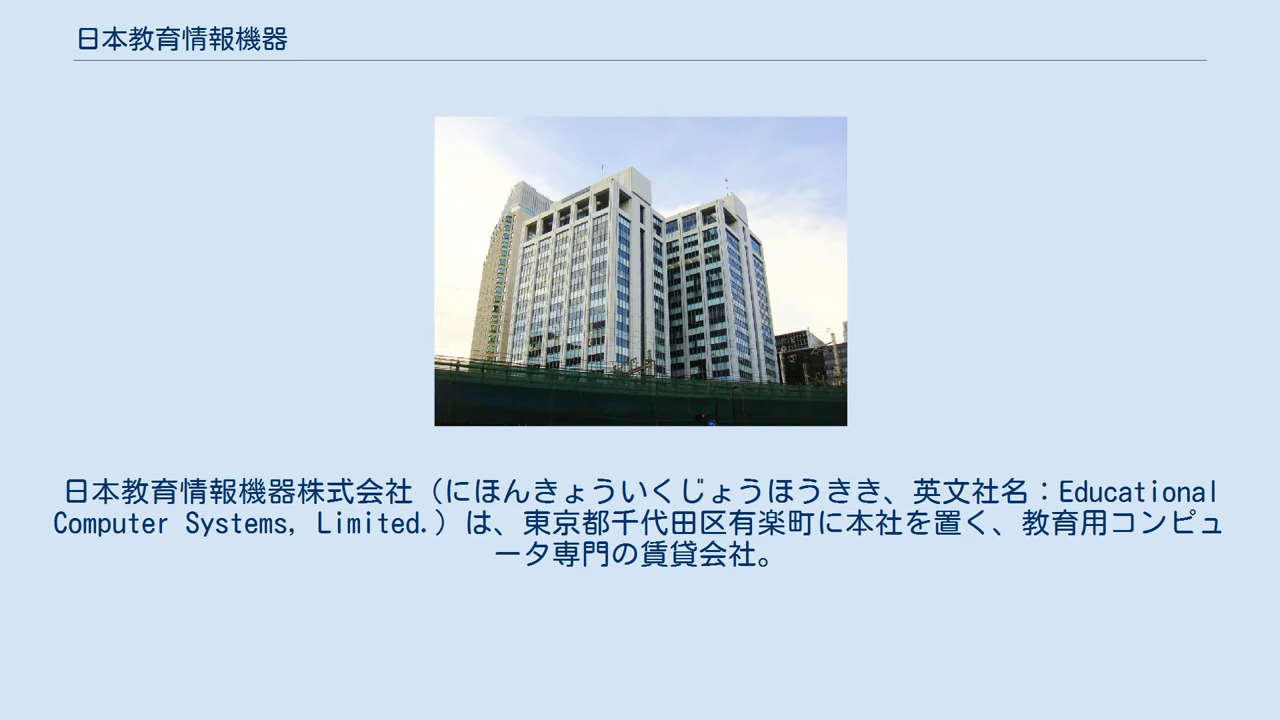 日本教育情報機器
日本教育情報機器株式会社（にほんきょういくじょうほうきき、英文社名：Educational
Computer Systems, Limited.）は、東京都千代田区有楽町に本社を置く、教育用コンピュ
ータ専門の賃貸会社。